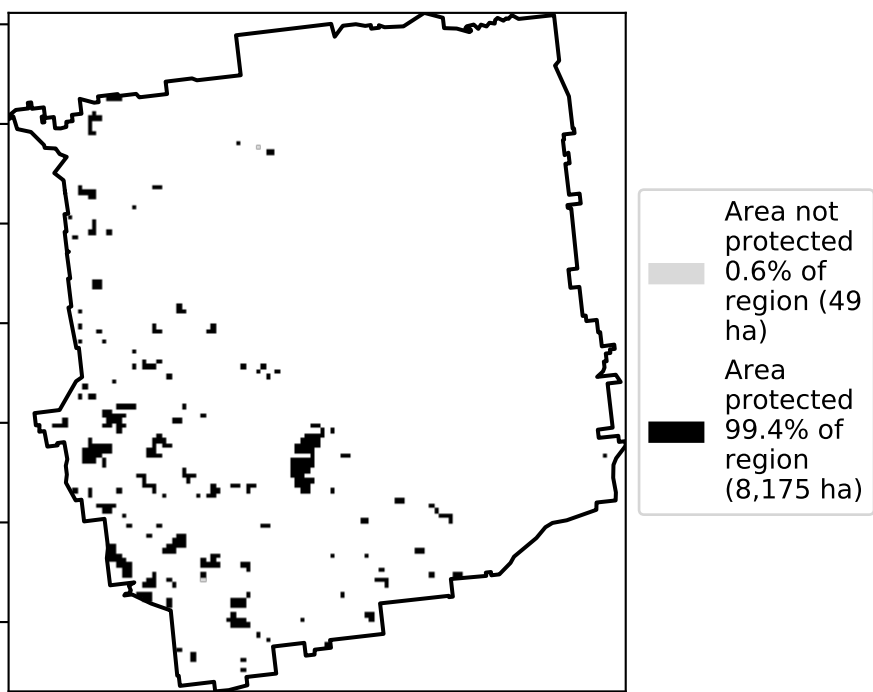 Area not
protected
0.6% of
region (49
ha)
Area
protected
99.4% of
region
(8,175 ha)